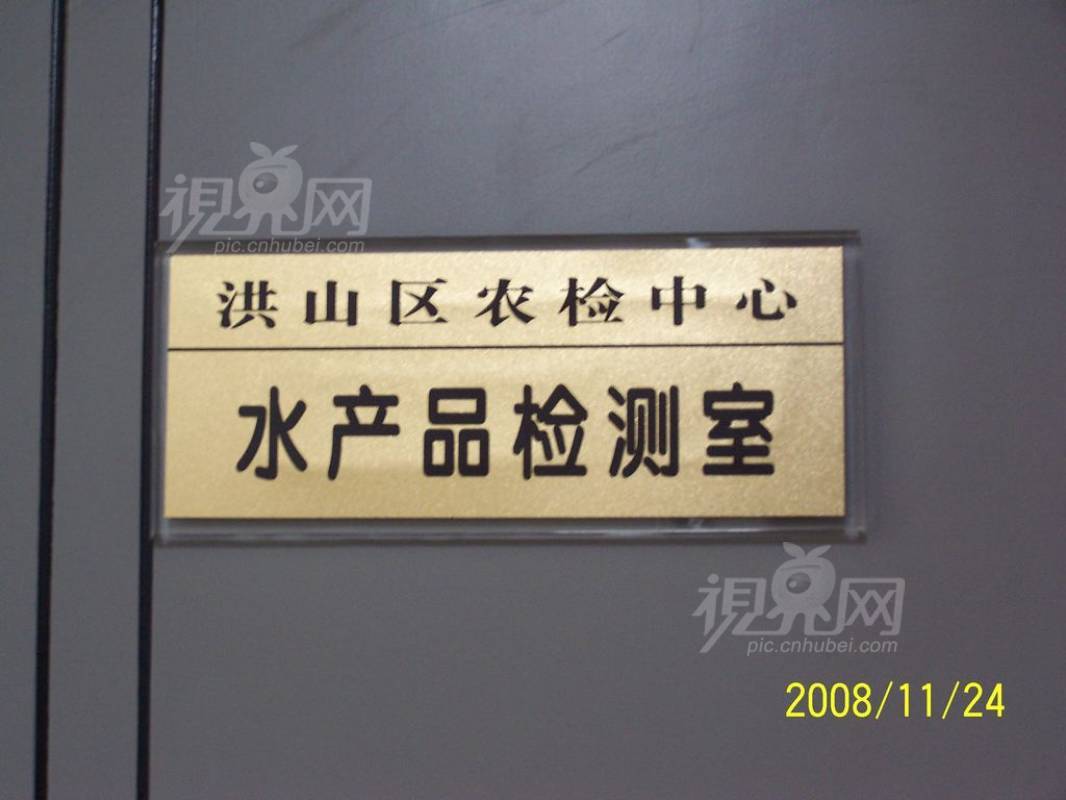 視界网
pic.cnhubei.com
洪山区农检中心
水产品检测室
視界网
pic.cnhubei.com
2008/11/24